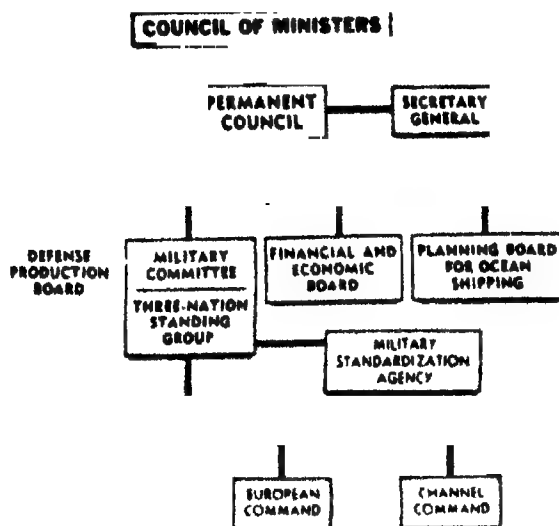 COUNCIL OF MINISTERS
PERMANENT
COUNCIL
SECRETARY
GENERAL
DEFENSE
PRODUCTION
BOARD
MILITARY
COMMITTEE
THREE-NATION
STANDING
GROUP
FINANCIAL AND
ECONOMIC
BOARD
PLANNING BOARD
FOR OCEAN
SHIPPING
MILITARY
STANDARDIZATION
AGENCY
EUROPEAN
COMMAND
CHANNEL
COMMAND